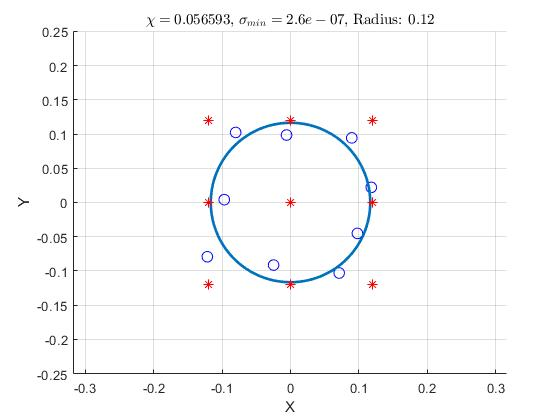 χ = 0.056593, σmin = 2.6e − 07, Radius: 0.12
0.25
0.2
0.15
0.1
0.05
0
-0.05
-0.1
-0.15
-0.2
-0.25
Y
-0.3 -0.2 -0.1 0 0.1 0.2 0.3
X